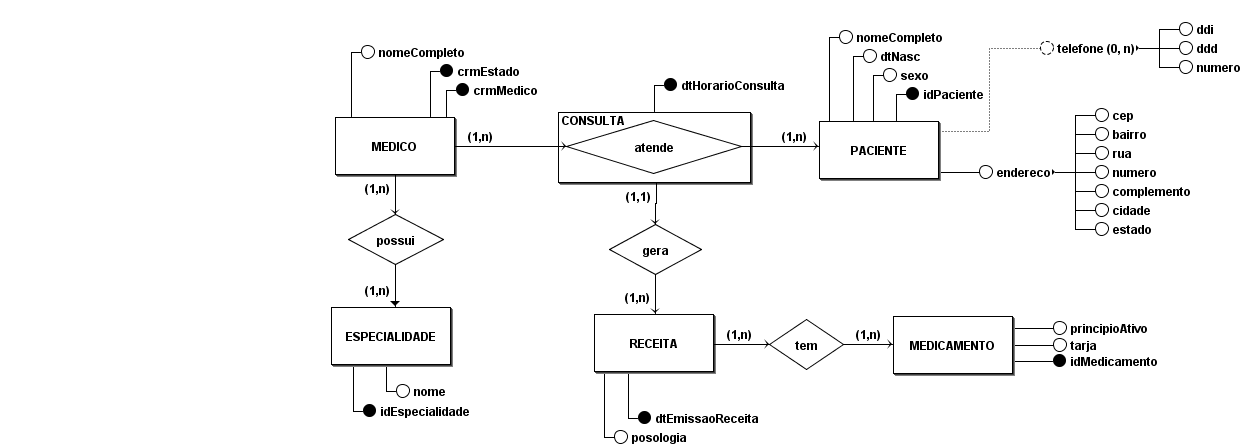 nomeCompleto
crmEstado
crmMedico
MEDICO
(1,n)
dtHorarioConsulta
CONSULTA
atende
(1,n)
nomeCompleto
dtNasc
sexo
idPaciente
PACIENTE
telefone (0, n)
ddi
ddd
numero
endereco
cep
bairro
rua
numero
complemento
cidade
estado
(1,n)
possui
(1,n)
ESPECIALIDADE
nome
idEspecialidade
(1,1)
gera
(1,n)
RECEITA
dtEmissaoReceita
posologia
(1,n)
tem
(1,n)
MEDICAMENTO
principioAtivo
tarja
idMedicamento